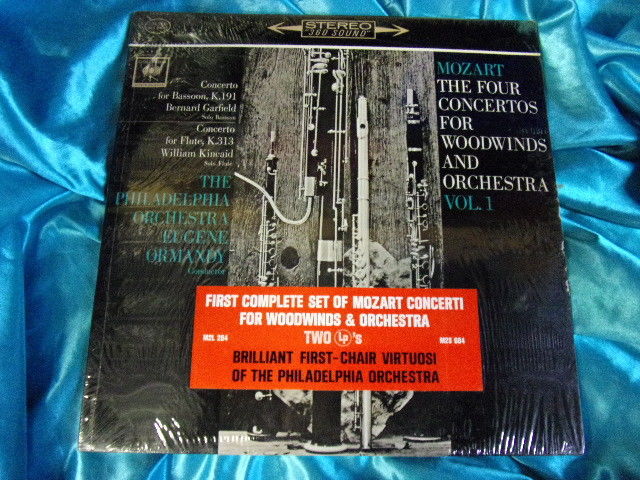 STEREO
"360 SOUND"
Concerto
for Bassoon, K.191
Bernard Garfield
Solo Bassoon
Concerto
for Flute, K.313
William Kincaid
Solo Flute
THE
PHILADELPHIA
ORCHESTRA
EUGENE
ORMANDY
Conductor
MOZART
THE FOUR
CONCERTOS
FOR
WOODWINDS
AND
ORCHESTRA
VOL. 1
FIRST COMPLETE SET OF MOZART CONCERTI
FOR WOODWINDS & ORCHESTRA
M2L 284 TWO LP's M2S 684
BRILLIANT FIRST-CHAIR VIRTUOSI
OF THE PHILADELPHIA ORCHESTRA